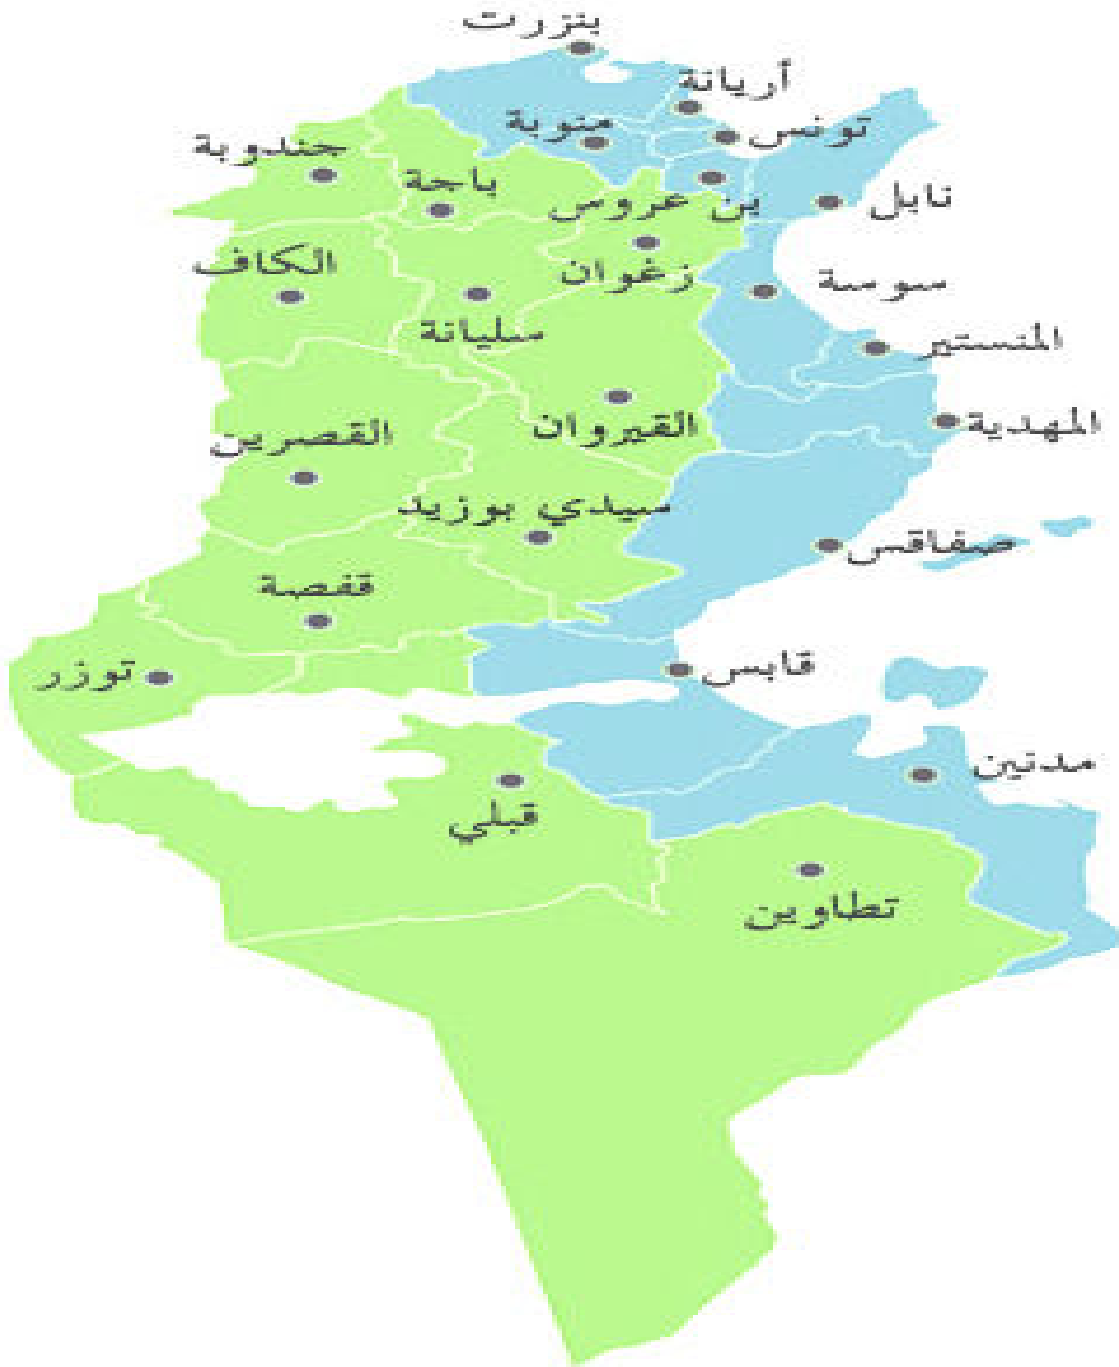 بنزرت
أريانة
تونس
منوبة
جندوبة
باجة
بن عروس
نابل
الكاف
زغوان
سوسة
سليانة
المنستير
القيروان
المهدية
القصرين
سيدي بوزيد
صفاقس
قفصة
توزر
قابس
مدنين
قبلي
تطاوين